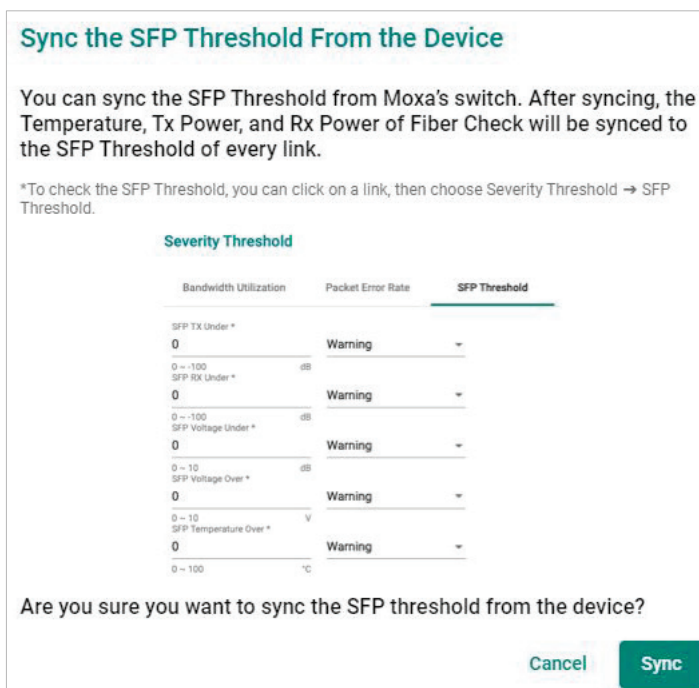 Sync the SFP Threshold From the Device
You can sync the SFP Threshold from Moxa's switch. After syncing, the
Temperature, Tx Power, and Rx Power of Fiber Check will be synced to
the SFP Threshold of every link.
*To check the SFP Threshold, you can click on a link, then choose Severity Threshold → SFP
Threshold.
Severity Threshold
Bandwidth Utilization Packet Error Rate SFP Threshold
SFP TX Under *
0 Warning
0 ~ -100 dB
SFP RX Under *
0 Warning
0 ~ -100 dB
SFP Voltage Under *
0 Warning
0 ~ 10 dB
SFP Voltage Over *
0 Warning
0 ~ 10 V
SFP Temperature Over *
0 Warning
0 ~ 100 °C
Are you sure you want to sync the SFP threshold from the device?
Cancel Sync